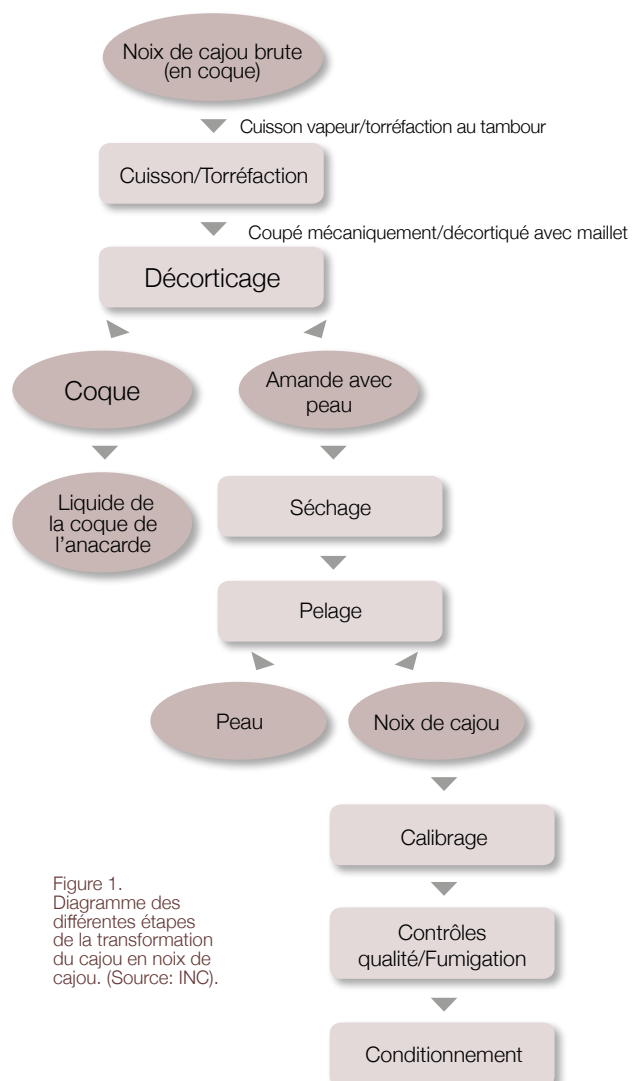 Noix de cajou brute
(en coque)
Cuisson vapeur/torréfaction au tambour
Cuisson/Torréfaction
Coupé mécaniquement/décortiqué avec maillet
Décorticage
Coque
Amande avec
peau
Liquide de
la coque de
l'anacarde
Séchage
Pelage
Peau
Noix de cajou
Calibrage
Figure 1.
Diagramme des
différentes étapes
de la transformation
du cajou en noix de
cajou. (Source: INC).
Contrôles
qualité/Fumigation
Conditionnement